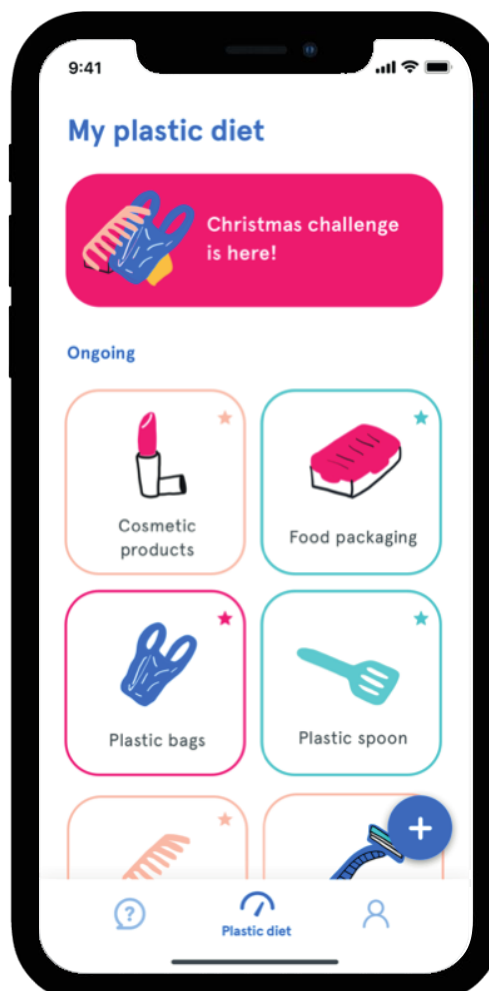 9:41
My plastic diet
Christmas challenge
is here!
Ongoing
Cosmetic
products
Food packaging
Plastic bags
Plastic spoon
+
?
Plastic diet